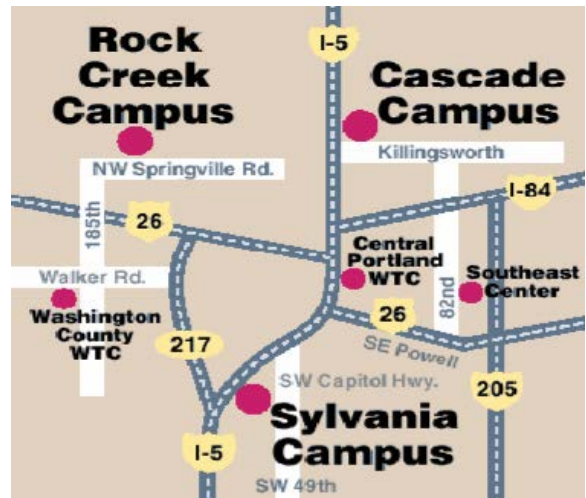 Rock
Creek
Campus
I-5
Cascade
Campus
NW Springville Rd.
Killingsworth
I-84
185th
26
Central
Portland
WTC
82nd
Southeast
Center
Walker Rd.
Washington
County
WTC
217
26
SE Powell
205
SW Capitol Hwy.
Sylvania
Campus
I-5
SW 49th